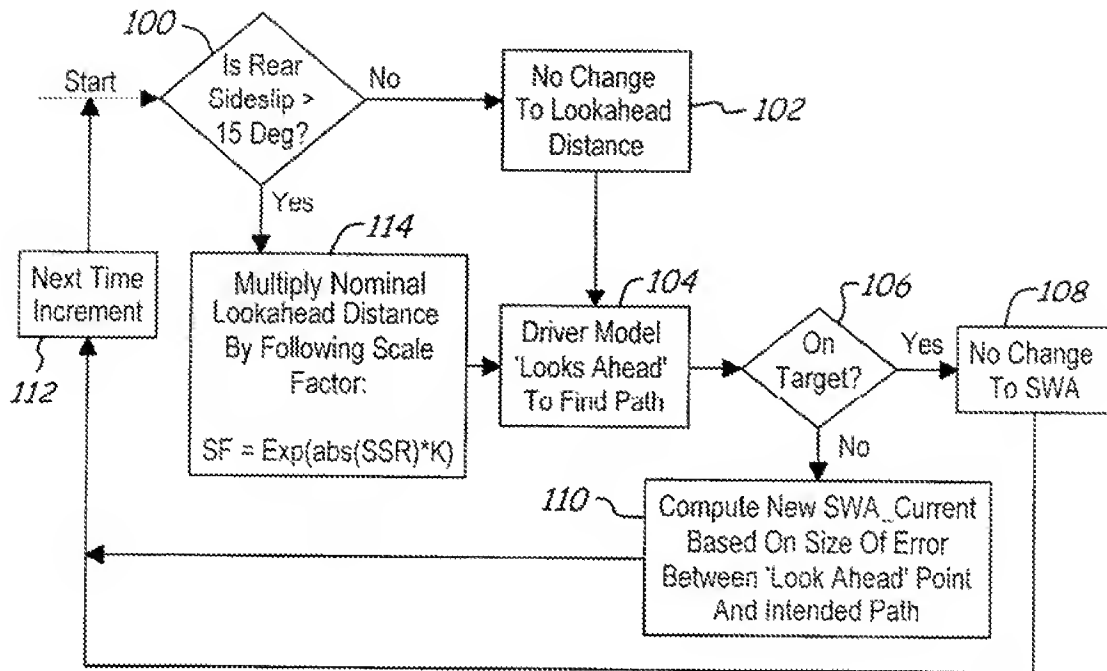 100
Start
Is Rear
Sideslip >
15 Deg?
No
No Change
To Lookahead
Distance
102
Yes
114
Multiply Nominal
Lookahead Distance
By Following Scale
Factor:
SF = Exp(abs(SSR)*K)
Next Time
Increment
112
104
Driver Model
'Looks Ahead'
To Find Path
106
On
Target?
Yes
108
No Change
To SWA
No
110
Compute New SWA_Current
Based On Size Of Error
Between 'Look Ahead' Point
And Intended Path